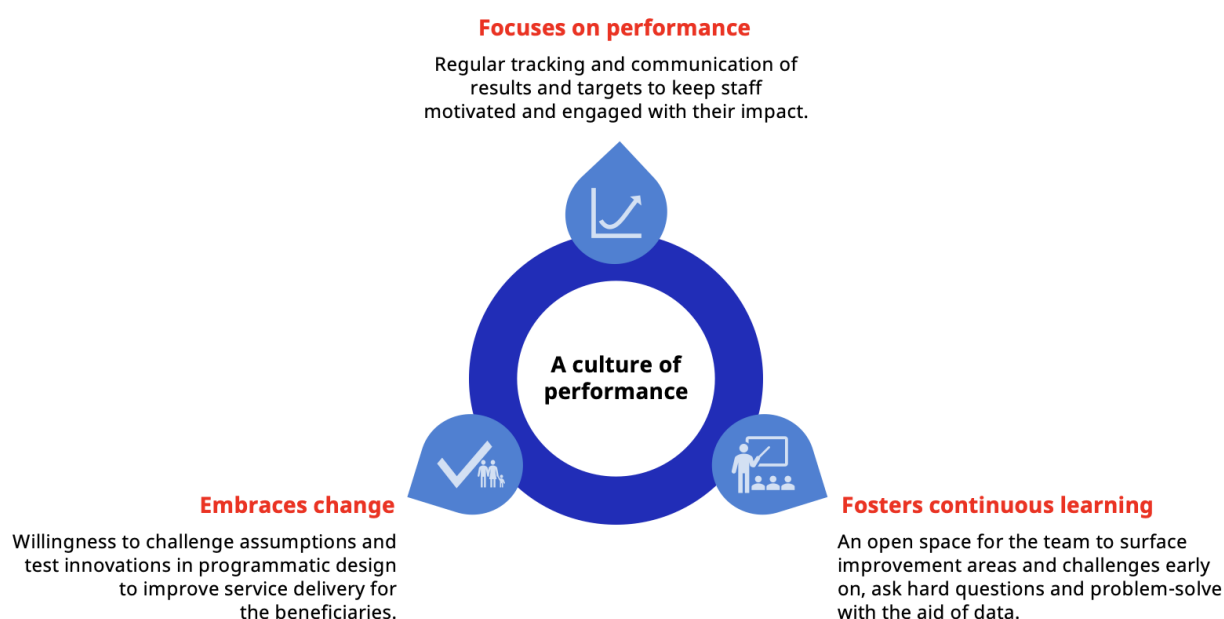 Focuses on performance
Regular tracking and communication of
results and targets to keep staff
motivated and engaged with their impact.
A culture of
performance
Embraces change
Willingness to challenge assumptions and
test innovations in programmatic design
to improve service delivery for
the beneficiaries.
Fosters continuous learning
An open space for the team to surface
improvement areas and challenges early
on, ask hard questions and problem-solve
with the aid of data.